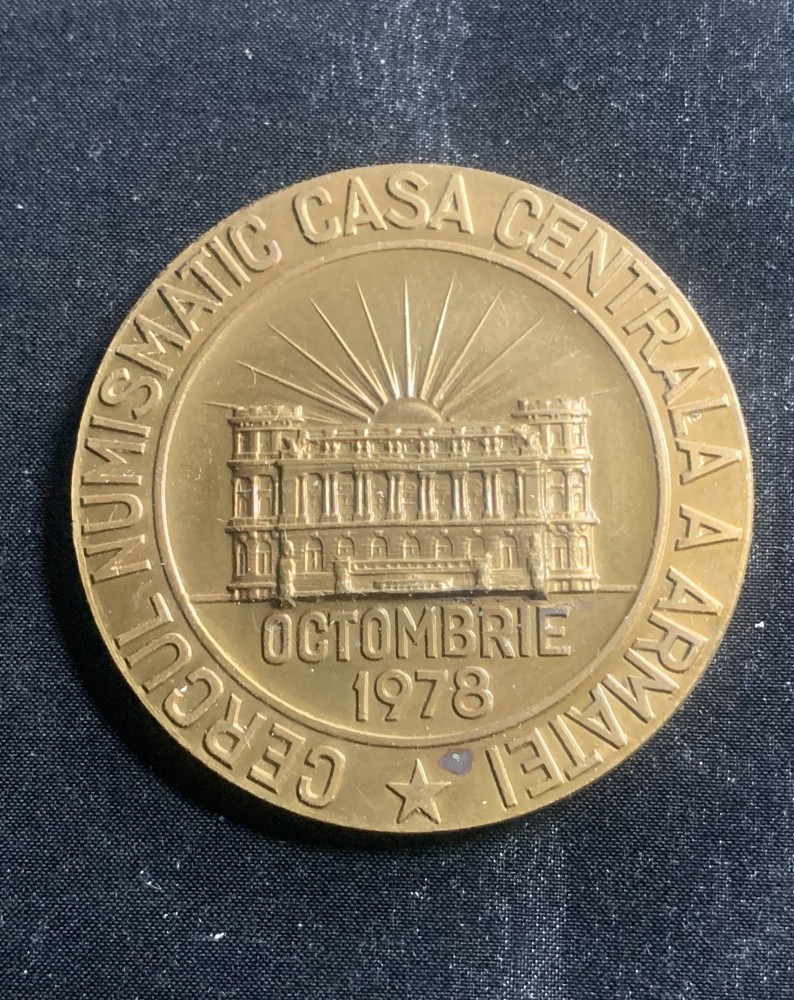 CERCUL NUMISMATIC CASA CENTRALA A ARMATEI
OCTOMBRIE
1978